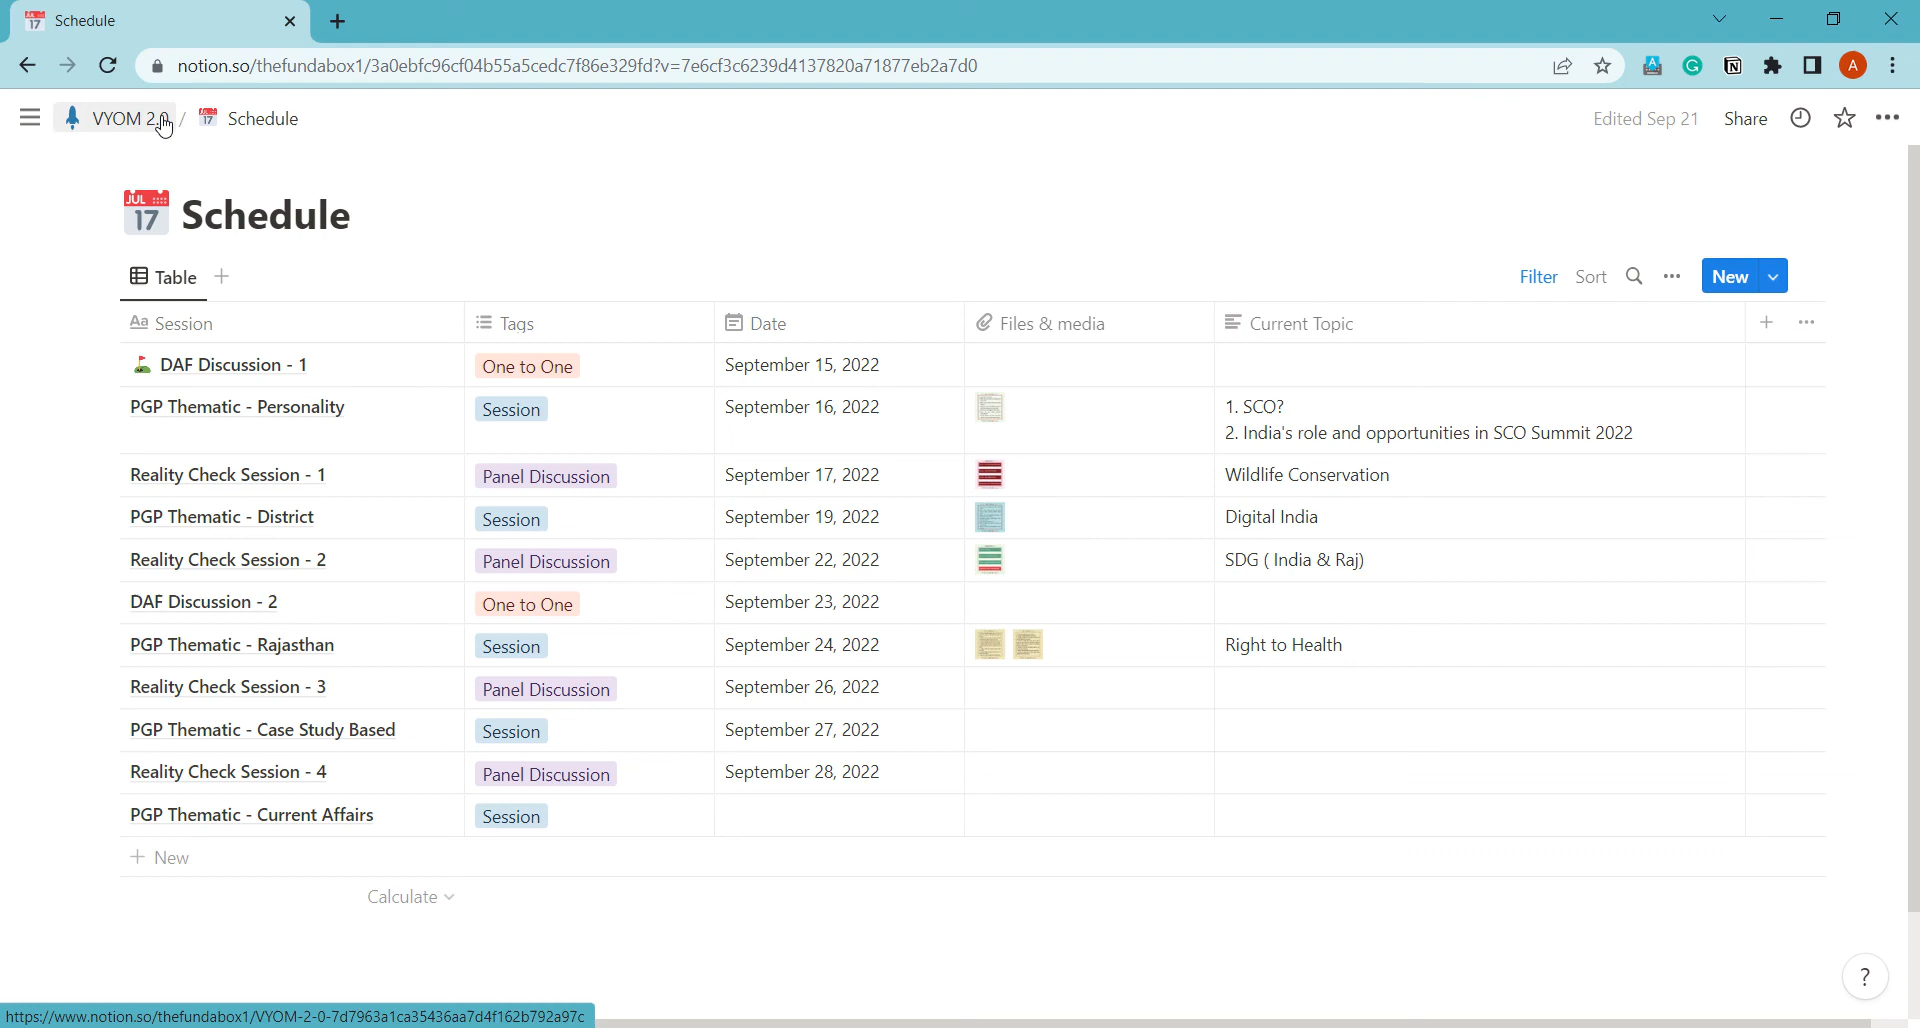 Schedule
notion.so/thefundabox1/3a0ebfc96cf04b55a5cedc7f86e329fd?v=7e6cf3c6239d4137820a71877eb2a7d0
A
VYOM 2.0 / Schedule
Edited Sep 21 Share
JUL 17 Schedule
Table
Filter Sort New
Aa Session Tags Date Files & media Current Topic
DAF Discussion - 1 One to One September 15, 2022
PGP Thematic - Personality Session September 16, 2022 1. SCO?
2. India's role and opportunities in SCO Summit 2022
Reality Check Session - 1 Panel Discussion September 17, 2022 Wildlife Conservation
PGP Thematic - District Session September 19, 2022 Digital India
Reality Check Session - 2 Panel Discussion September 22, 2022 SDG ( India & Raj)
DAF Discussion - 2 One to One September 23, 2022
PGP Thematic - Rajasthan Session September 24, 2022 Right to Health
Reality Check Session - 3 Panel Discussion September 26, 2022
PGP Thematic - Case Study Based Session September 27, 2022
Reality Check Session - 4 Panel Discussion September 28, 2022
PGP Thematic - Current Affairs Session
+ New
Calculate
?
https://www.notion.so/thefundabox1/VYOM-2-0-7d7963a1ca35436aa7d4f162b792a97c